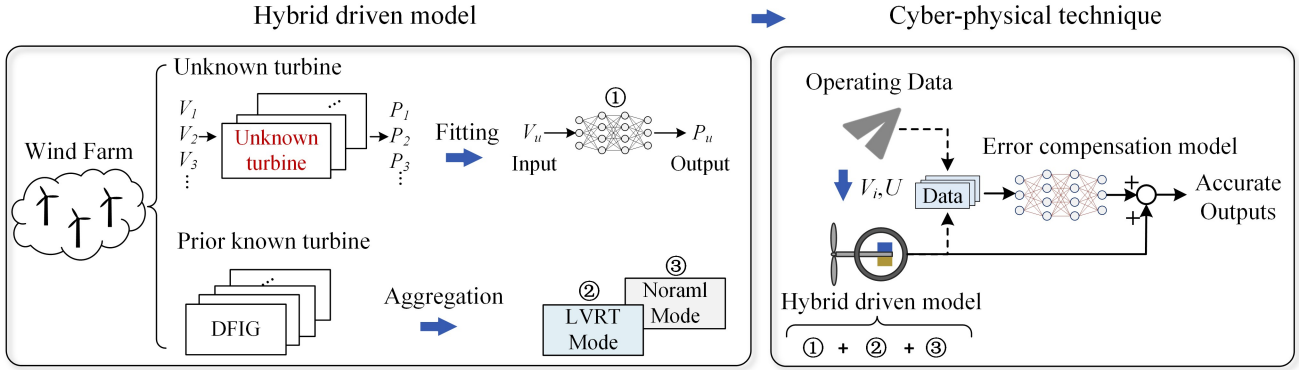 Hybrid driven model
Cyber-physical technique
Unknown turbine
V1
V2
V3
⋮
...
Unknown
turbine
P1
P2
P3
⋮
Fitting
①
Vu
Pu
Input
Output
Wind Farm
Prior known turbine
...
DFIG
Aggregation
②
LVRT
Mode
③
Noraml
Mode
Operating Data
Vi,U
Data
Error compensation model
+
+
Accurate
Outputs
Hybrid driven model
① + ② + ③